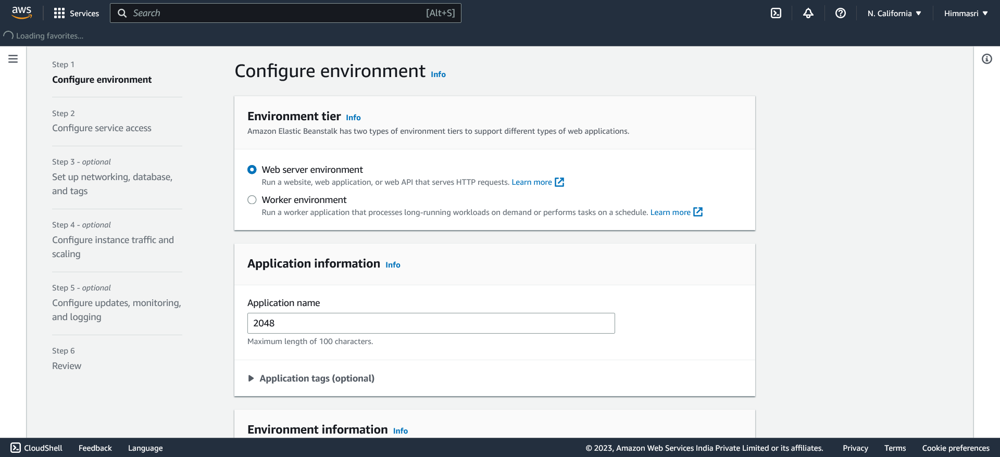 aws
Services
Search
[Alt+S]
N. California
Himmasri
Loading favorites...
Step 1
Configure environment
Step 2
Configure service access
Step 3 - optional
Set up networking, database,
and tags
Step 4 - optional
Configure instance traffic and
scaling
Step 5 - optional
Configure updates, monitoring,
and logging
Step 6
Review
Configure environment Info
Environment tier Info
Amazon Elastic Beanstalk has two types of environment tiers to support different types of web applications.
Web server environment
Run a website, web application, or web API that serves HTTP requests. Learn more
Worker environment
Run a worker application that processes long-running workloads on demand or performs tasks on a schedule. Learn more
Application information Info
Application name
2048
Maximum length of 100 characters.
Application tags (optional)
Environment information Info
CloudShell
Feedback
Language
© 2023, Amazon Web Services India Private Limited or its affiliates.
Privacy
Terms
Cookie preferences